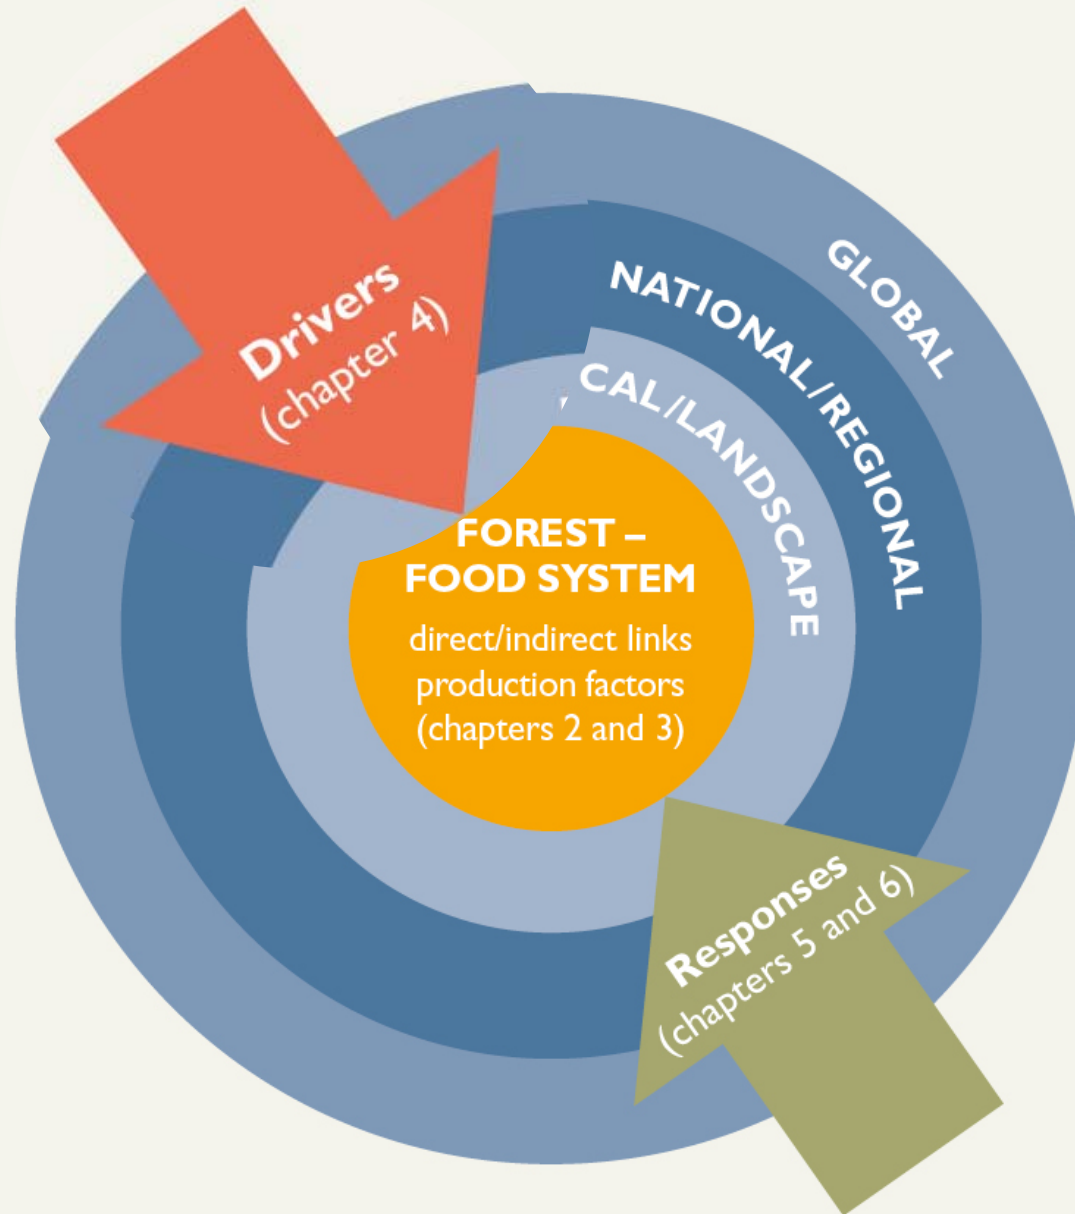 Drivers
(chapter 4)
GLOBAL
NATIONAL/REGIONAL
CAL/LANDSCAPE
FOREST –
FOOD SYSTEM
direct/indirect links
production factors
(chapters 2 and 3)
Responses
(chapters 5 and 6)